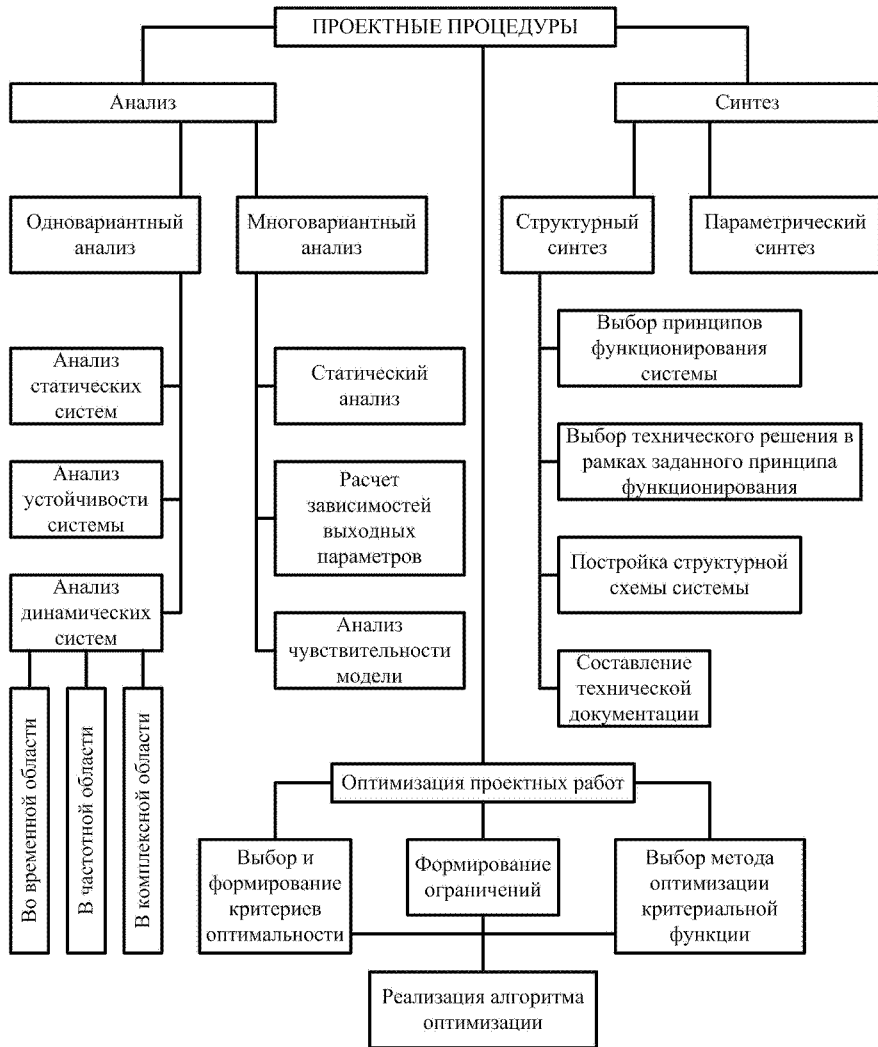 ПРОЕКТНЫЕ ПРОЦЕДУРЫ
Анализ
Синтез
Одновариантный
анализ
Многовариантный
анализ
Структурный
синтез
Параметрический
синтез
Анализ
статических
систем
Анализ
устойчивости
системы
Анализ
динамических
систем
Во временной области
В частотной области
В комплексной области
Статический
анализ
Расчет
зависимостей
выходных
параметров
Анализ
чувствительности
модели
Выбор принципов
функционирования
системы
Выбор технического решения в
рамках заданного принципа
функционирования
Постройка структурной
схемы системы
Составление
технической
документации
Оптимизация проектных работ
Выбор и
формирование
критериев
оптимальности
Формирование
ограничений
Выбор метода
оптимизации
критериальной
функции
Реализация алгоритма
оптимизации